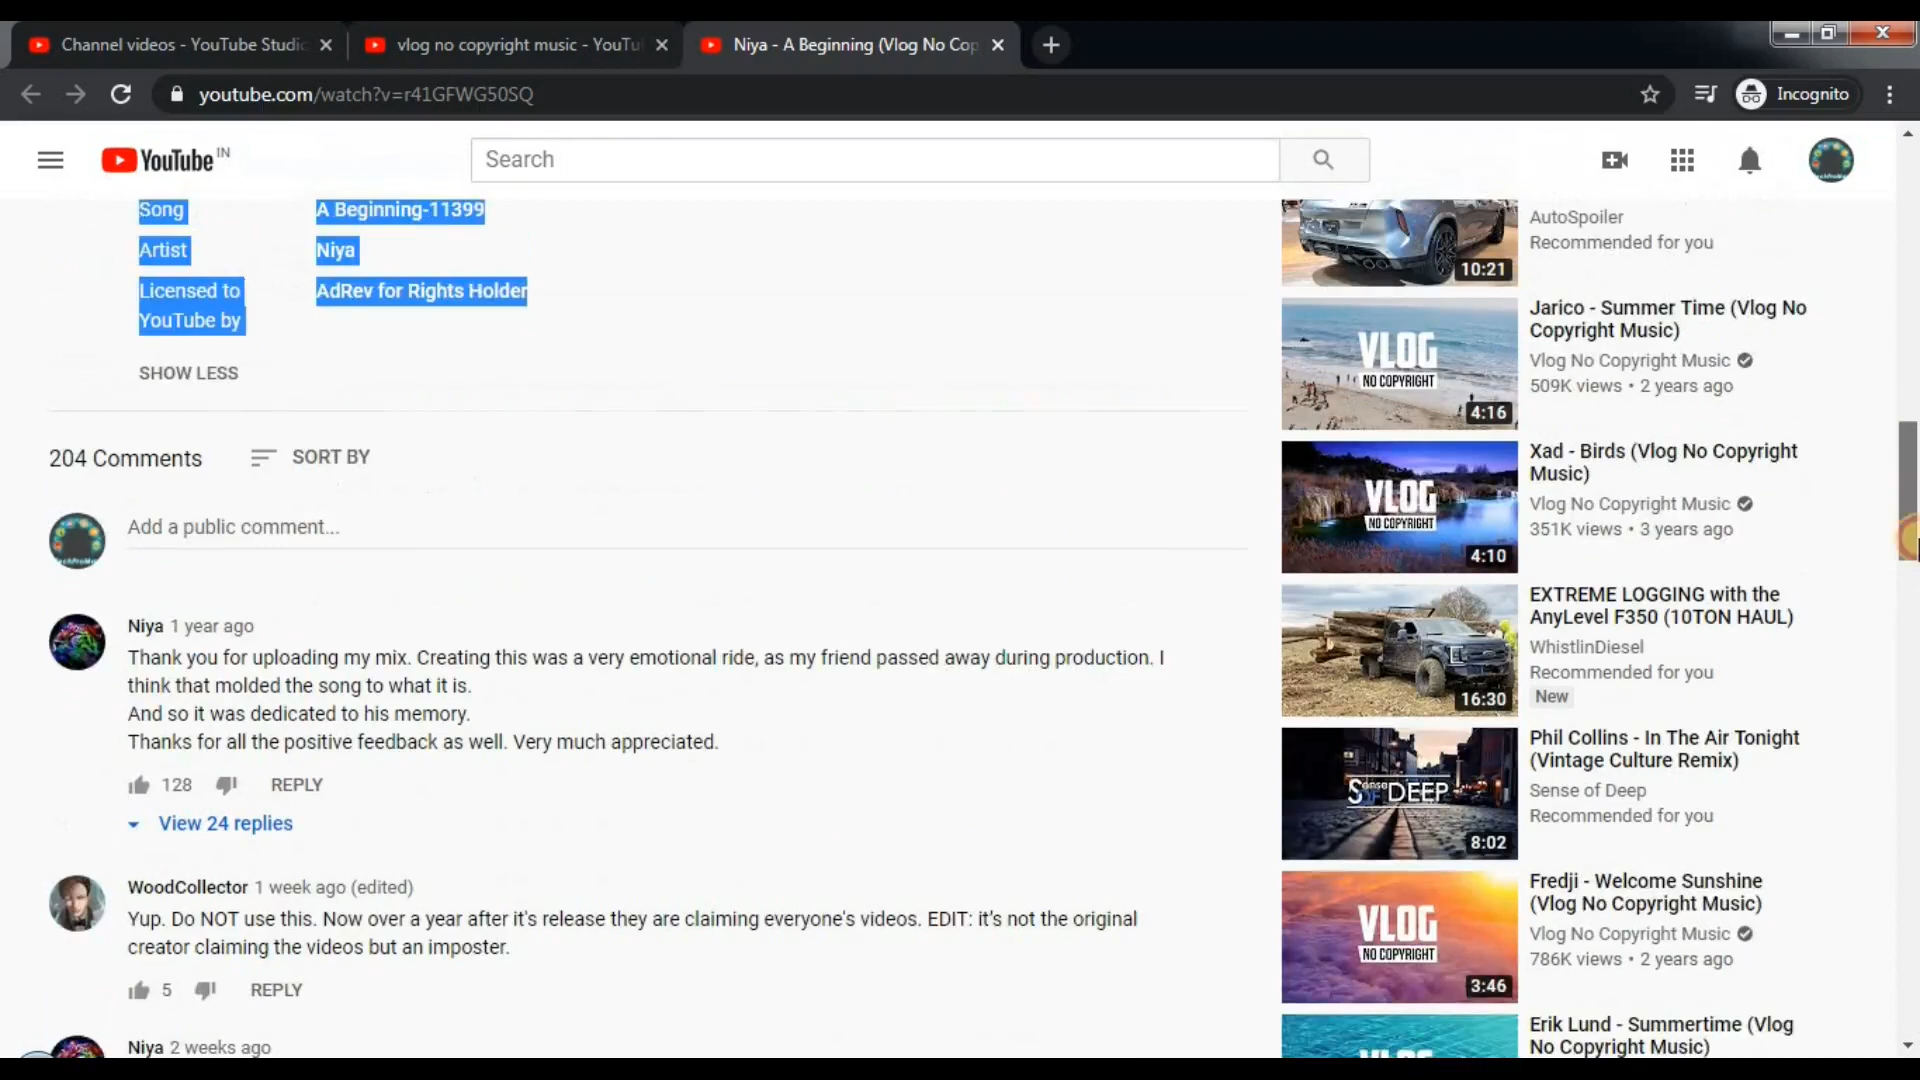 Channel videos - YouTube Studio
vlog no copyright music - YouTu
Niya - A Beginning (Vlog No Cop
youtube.com/watch?v=r41GFWG50SQ
Incognito
YouTube IN
Search
Song A Beginning-11399
Artist Niya
Licensed to AdRev for Rights Holder
YouTube by
SHOW LESS
204 Comments SORT BY
Add a public comment...
Niya 1 year ago
Thank you for uploading my mix. Creating this was a very emotional ride, as my friend passed away during production. I
think that molded the song to what it is.
And so it was dedicated to his memory.
Thanks for all the positive feedback as well. Very much appreciated.
128 REPLY
View 24 replies
WoodCollector 1 week ago (edited)
Yup. Do NOT use this. Now over a year after it's release they are claiming everyone's videos. EDIT: it's not the original
creator claiming the videos but an imposter.
5 REPLY
Niya 2 weeks ago
AutoSpoiler
Recommended for you
10:21
Jarico - Summer Time (Vlog No
Copyright Music)
Vlog No Copyright Music
509K views • 2 years ago
VLOG
NO COPYRIGHT
4:16
Xad - Birds (Vlog No Copyright
Music)
Vlog No Copyright Music
351K views • 3 years ago
VLOG
NO COPYRIGHT
4:10
EXTREME LOGGING with the
AnyLevel F350 (10TON HAUL)
WhistlinDiesel
Recommended for you
New
16:30
Phil Collins - In The Air Tonight
(Vintage Culture Remix)
Sense of Deep
Recommended for you
Sense OF DEEP
8:02
Fredji - Welcome Sunshine
(Vlog No Copyright Music)
Vlog No Copyright Music
786K views • 2 years ago
VLOG
NO COPYRIGHT
3:46
Erik Lund - Summertime (Vlog
No Copyright Music)
VLOG